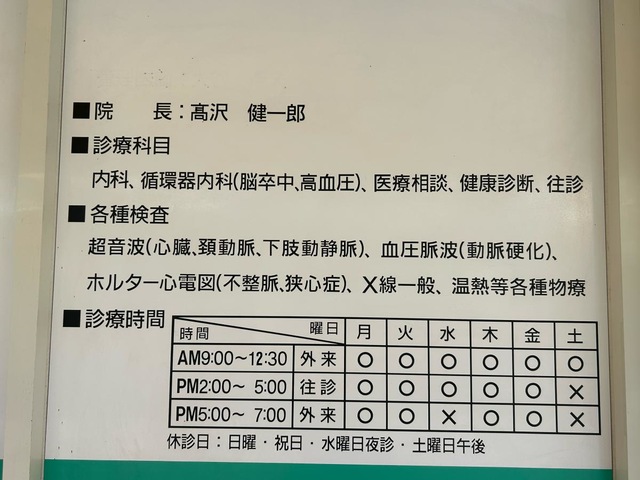 ■院　長：髙沢　健一郎
■診療科目
内科、循環器内科(脳卒中､高血圧)、医療相談、健康診断、往診
■各種検査
超音波(心臓､頚動脈､下肢動静脈)、血圧脈波(動脈硬化)、
ホルター心電図(不整脈､狭心症)、X線一般、温熱等各種物療
■診療時間
時間 曜日 月 火 水 木 金 土
AM9:00〜12:30 外来 ○ ○ ○ ○ ○ ○
PM2:00〜 5:00 往診 ○ ○ ○ ○ ○ ×
PM5:00〜 7:00 外来 ○ ○ × ○ ○ ×
休診日：日曜・祝日・水曜日夜診・土曜日午後